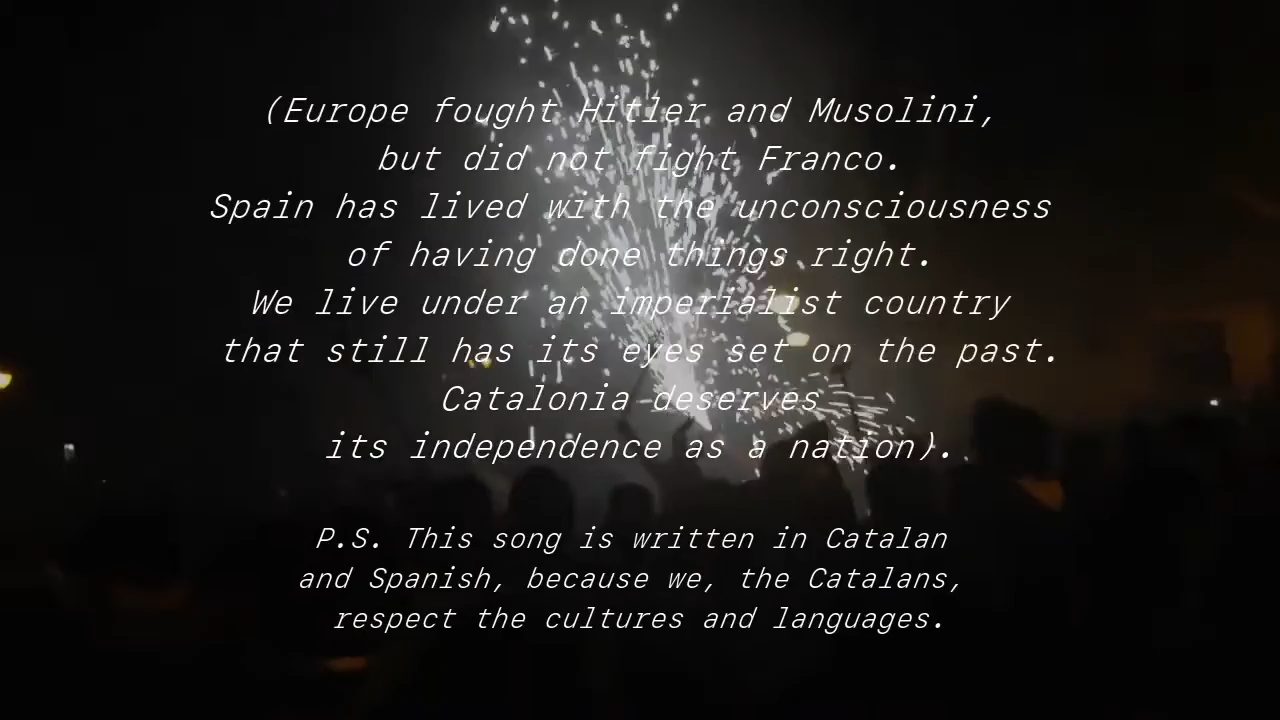 (Europe fought Hitler and Musolini,
but did not fight Franco.
Spain has lived with the unconsciousness
of having done things right.
We live under an imperialist country
that still has its eyes set on the past.
Catalonia deserves
its independence as a nation).
P.S. This song is written in Catalan
and Spanish, because we, the Catalans,
respect the cultures and languages.